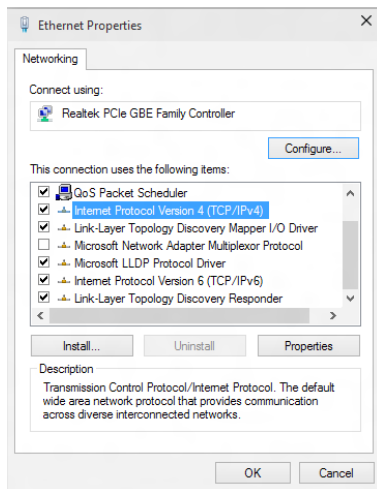 Ethernet Properties
Networking
Connect using:
Realtek PCIe GBE Family Controller
Configure...
This connection uses the following items:
QoS Packet Scheduler
Internet Protocol Version 4 (TCP/IPv4)
Link-Layer Topology Discovery Mapper I/O Driver
Microsoft Network Adapter Multiplexor Protocol
Microsoft LLDP Protocol Driver
Internet Protocol Version 6 (TCP/IPv6)
Link-Layer Topology Discovery Responder
Install... Uninstall Properties
Description
Transmission Control Protocol/Internet Protocol. The default
wide area network protocol that provides communication
across diverse interconnected networks.
OK Cancel